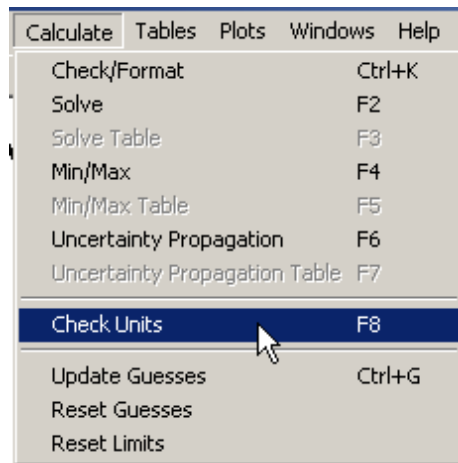 Calculate Tables Plots Windows Help
Check/Format Ctrl+K
Solve F2
Solve Table F3
Min/Max F4
Min/Max Table F5
Uncertainty Propagation F6
Uncertainty Propagation Table F7
Check Units F8
Update Guesses Ctrl+G
Reset Guesses
Reset Limits